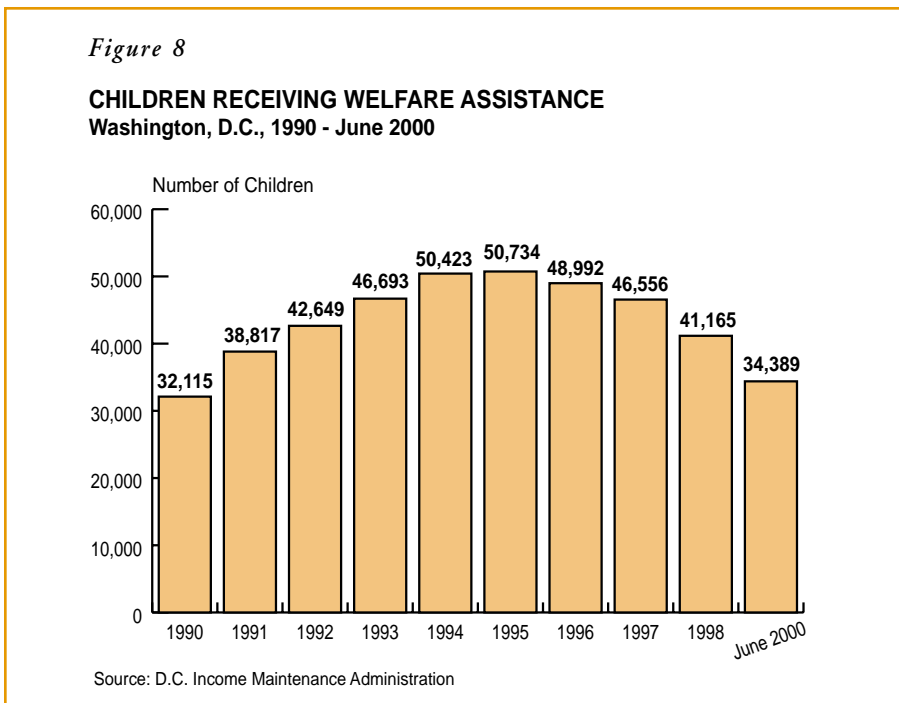 Figure 8
CHILDREN RECEIVING WELFARE ASSISTANCE
Washington, D.C., 1990 - June 2000
Number of Children
60,000
50,000
40,000
30,000
20,000
10,000
0
32,115
38,817
42,649
46,693
50,423
50,734
48,992
46,556
41,165
34,389
1990 1991 1992 1993 1994 1995 1996 1997 1998 June 2000
Source: D.C. Income Maintenance Administration